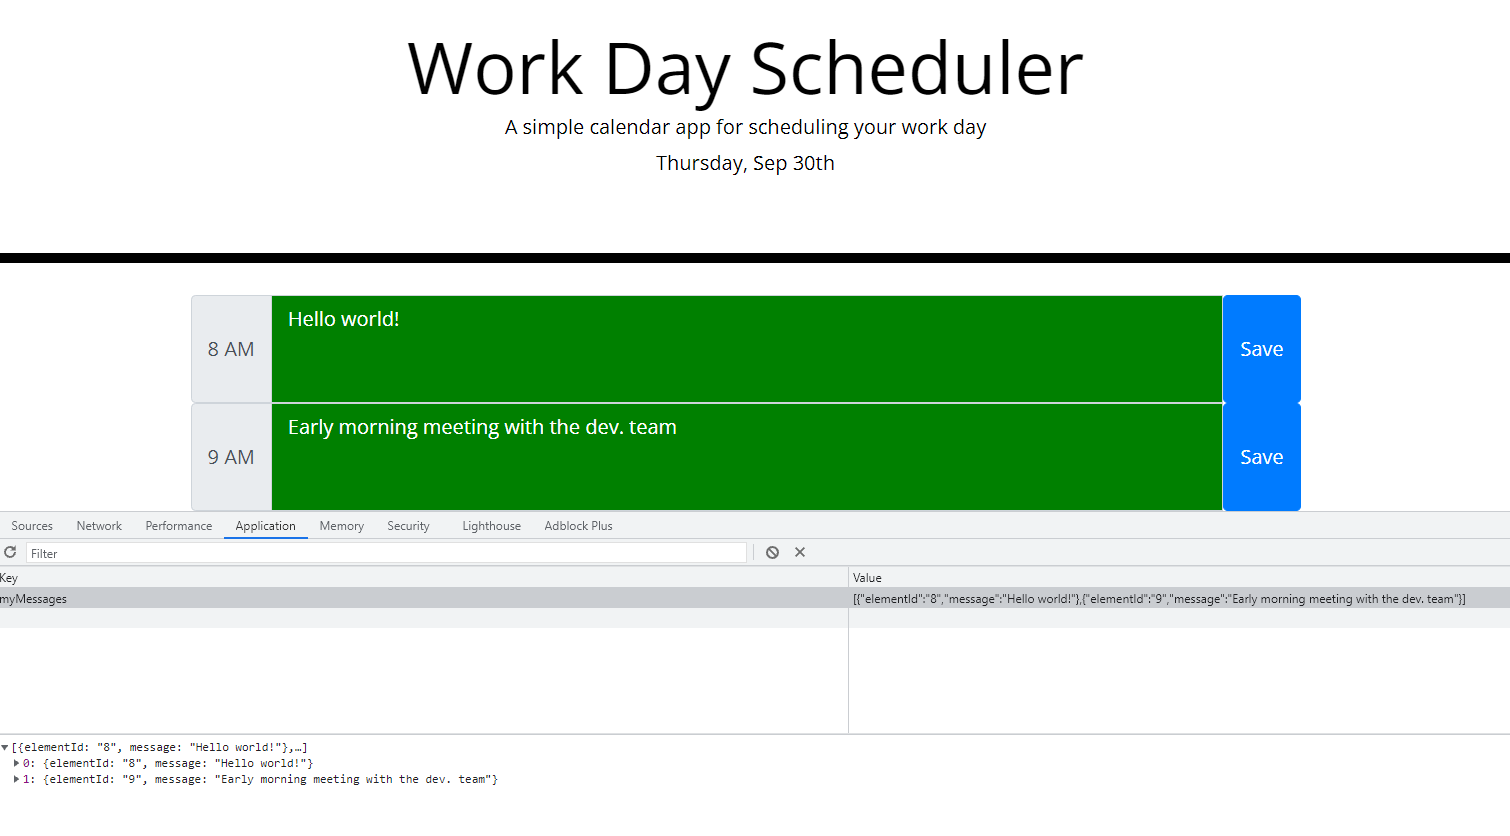 Work Day Scheduler
A simple calendar app for scheduling your work day
Thursday, Sep 30th
8 AM
Hello world!
Save
9 AM
Early morning meeting with the dev. team
Save
Sources Network Performance Application Memory Security Lighthouse Adblock Plus
Filter
Key Value
myMessages [{"elementId":"8","message":"Hello world!"},{"elementId":"9","message":"Early morning meeting with the dev. team"}]
[{elementId: "8", message: "Hello world!"},…]
0: {elementId: "8", message: "Hello world!"}
1: {elementId: "9", message: "Early morning meeting with the dev. team"}